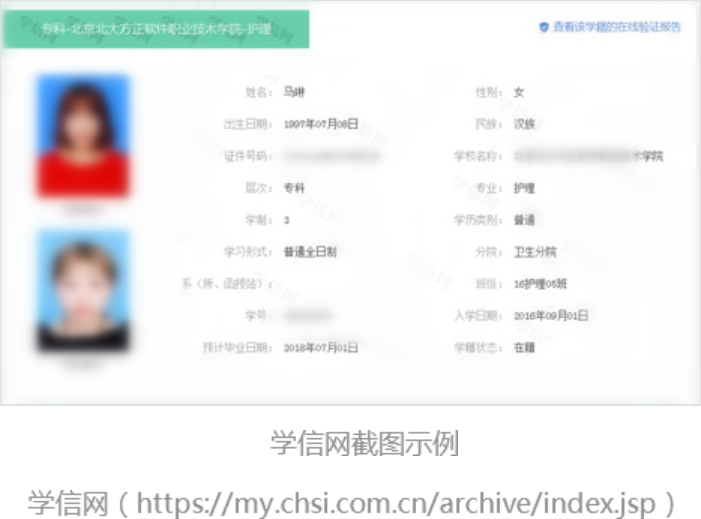 专科-北京北大方正软件职业技术学院-护理
查看该学籍的在线验证报告
姓名： 马琳
性别： 女
出生日期： 1997年07月08日
民族： 汉族
证件号码：
学校名称： 术学院
层次： 专科
专业： 护理
学制： 3
学历类别： 普通
学习形式： 普通全日制
分院： 卫生分院
系（所、函授站）：
班级： 16护理05班
学号：
入学日期： 2016年09月01日
预计毕业日期： 2018年07月01日
学籍状态： 在籍
学信网截图示例
学信网（https://my.chsi.com.cn/archive/index.jsp）